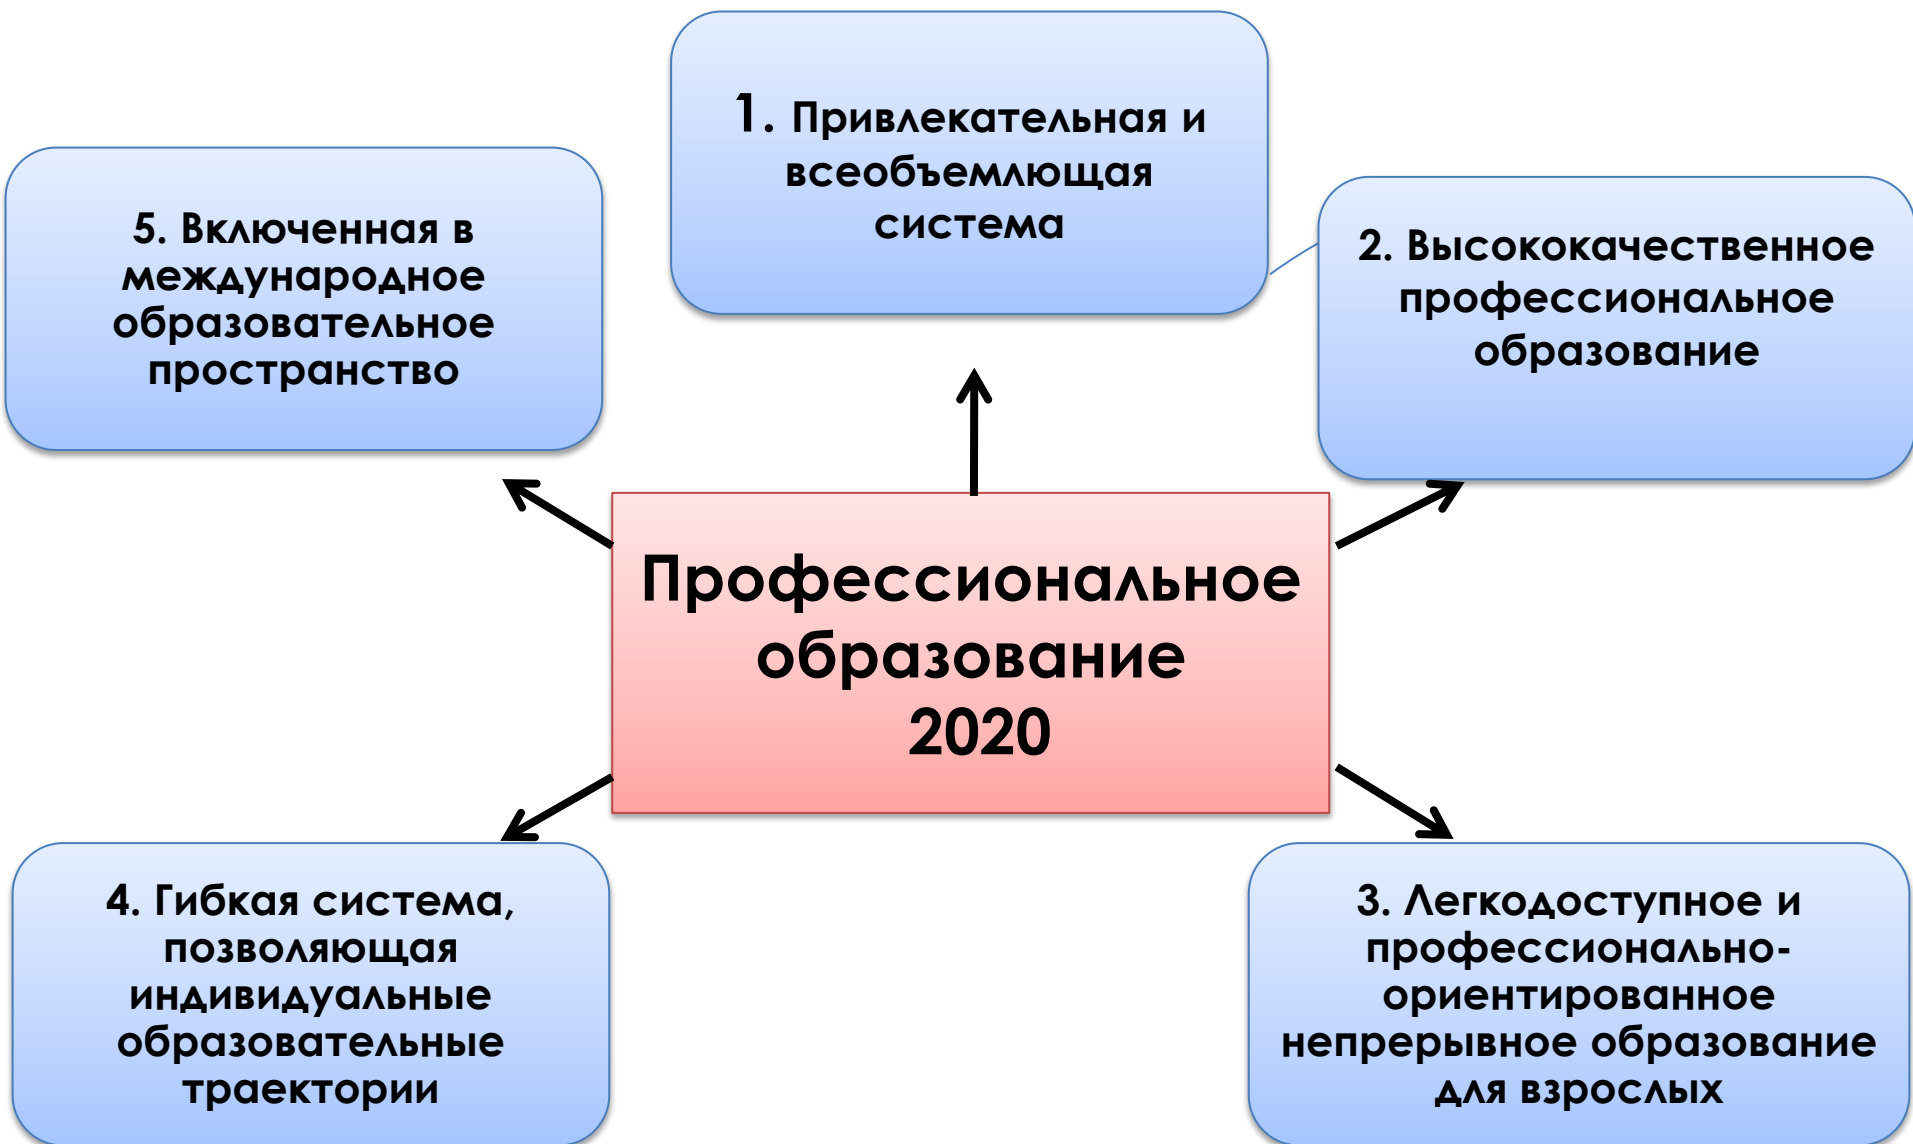 1. Привлекательная и
всеобъемлющая
система
2. Высококачественное
профессиональное
образование
5. Включенная в
международное
образовательное
пространство
Профессиональное
образование
2020
4. Гибкая система,
позволяющая
индивидуальные
образовательные
траектории
3. Легкодоступное и
профессионально-
ориентированное
непрерывное образование
для взрослых